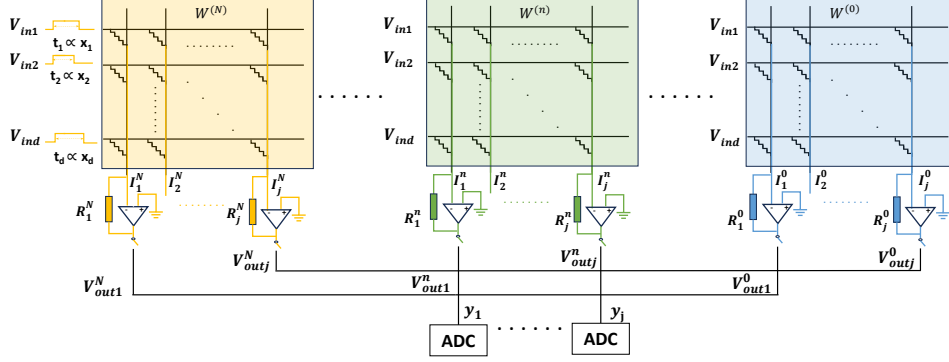 W^(N) W^(n) W^(0)
V_in1 V_in1 V_in1
t_1 ∝ x_1
V_in2 V_in2 V_in2
t_2 ∝ x_2
V_ind V_ind V_ind
t_d ∝ x_d
I_1^N I_2^N I_j^N I_1^n I_2^n I_j^n I_1^0 I_2^0 I_j^0
- + - + - + - + - + - +
R_1^N R_j^N R_1^n R_j^n R_1^0 R_j^0
V_outj^N V_outj^n V_outj^0
V_out1^N V_out1^n V_out1^0
y_1 y_j
ADC ADC